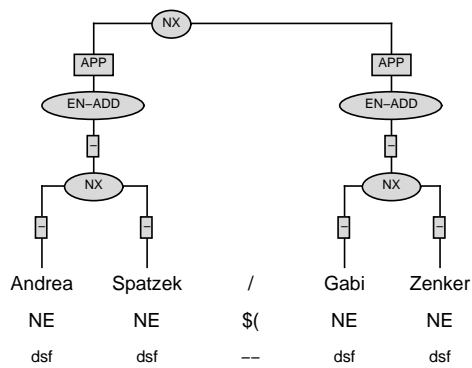 NX
APP APP
EN–ADD EN–ADD
– –
NX NX
– – – –
Andrea Spatzek / Gabi Zenker
NE NE $( NE NE
dsf dsf –– dsf dsf